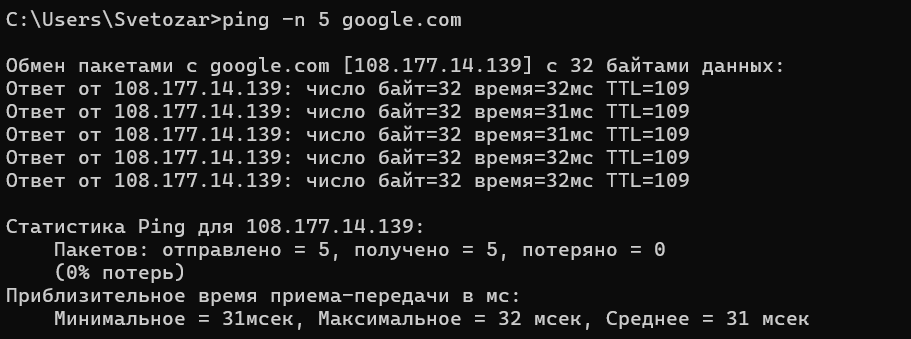 C:\Users\Svetozar>ping -n 5 google.com
Обмен пакетами с google.com [108.177.14.139] с 32 байтами данных:
Ответ от 108.177.14.139: число байт=32 время=32мс TTL=109
Ответ от 108.177.14.139: число байт=32 время=31мс TTL=109
Ответ от 108.177.14.139: число байт=32 время=31мс TTL=109
Ответ от 108.177.14.139: число байт=32 время=32мс TTL=109
Ответ от 108.177.14.139: число байт=32 время=32мс TTL=109
Статистика Ping для 108.177.14.139:
    Пакетов: отправлено = 5, получено = 5, потеряно = 0
    (0% потерь)
Приблизительное время приема-передачи в мс:
    Минимальное = 31мсек, Максимальное = 32 мсек, Среднее = 31 мсек